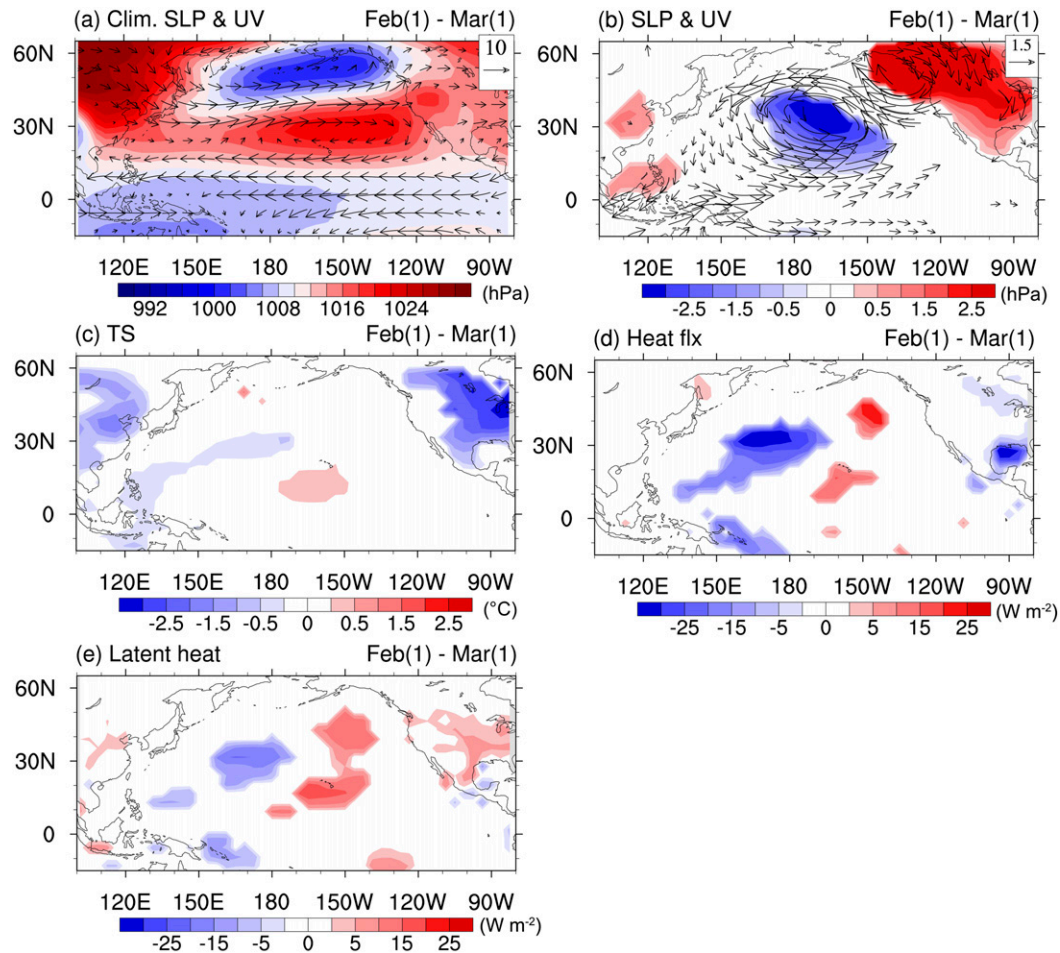 (a) Clim. SLP & UV Feb(1) - Mar(1)
10
60N
30N
0
120E 150E 180 150W 120W 90W
992 1000 1008 1016 1024 (hPa)
(b) SLP & UV Feb(1) - Mar(1)
1.5
60N
30N
0
120E 150E 180 150W 120W 90W
-2.5 -1.5 -0.5 0 0.5 1.5 2.5 (hPa)
(c) TS Feb(1) - Mar(1)
60N
30N
0
120E 150E 180 150W 120W 90W
-2.5 -1.5 -0.5 0 0.5 1.5 2.5 (°C)
(d) Heat flx Feb(1) - Mar(1)
60N
30N
0
120E 150E 180 150W 120W 90W
-25 -15 -5 0 5 15 25 (W m-2)
(e) Latent heat Feb(1) - Mar(1)
60N
30N
0
120E 150E 180 150W 120W 90W
-25 -15 -5 0 5 15 25 (W m-2)